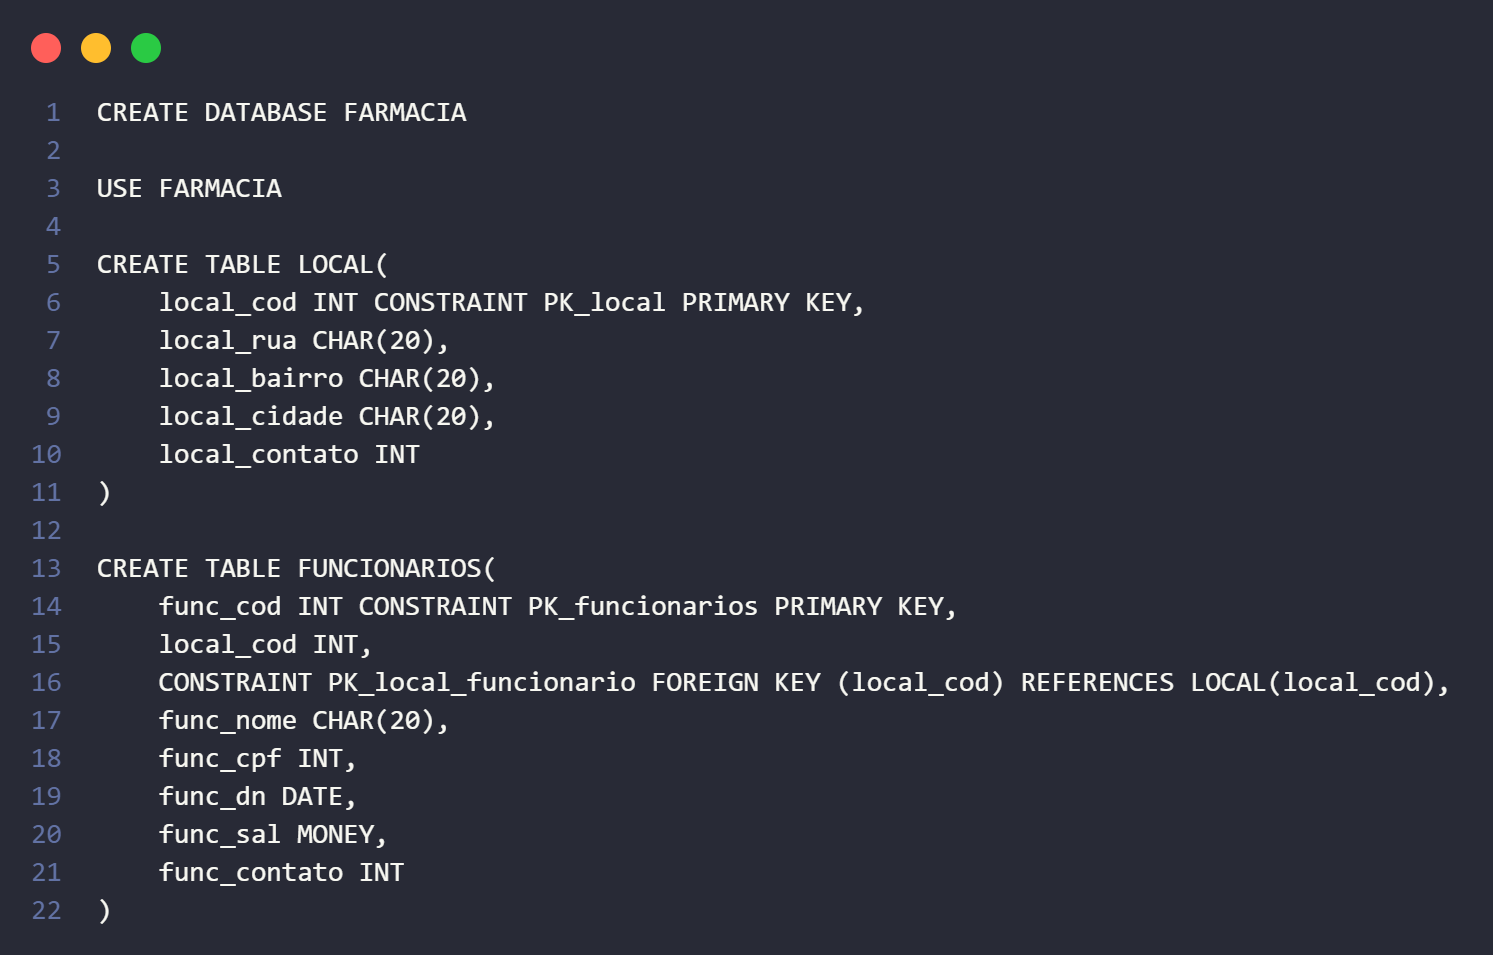 1 CREATE DATABASE FARMACIA
2
3 USE FARMACIA
4
5 CREATE TABLE LOCAL(
6     local_cod INT CONSTRAINT PK_local PRIMARY KEY,
7     local_rua CHAR(20),
8     local_bairro CHAR(20),
9     local_cidade CHAR(20),
10     local_contato INT
11 )
12
13 CREATE TABLE FUNCIONARIOS(
14     func_cod INT CONSTRAINT PK_funcionarios PRIMARY KEY,
15     local_cod INT,
16     CONSTRAINT PK_local_funcionario FOREIGN KEY (local_cod) REFERENCES LOCAL(local_cod),
17     func_nome CHAR(20),
18     func_cpf INT,
19     func_dn DATE,
20     func_sal MONEY,
21     func_contato INT
22 )